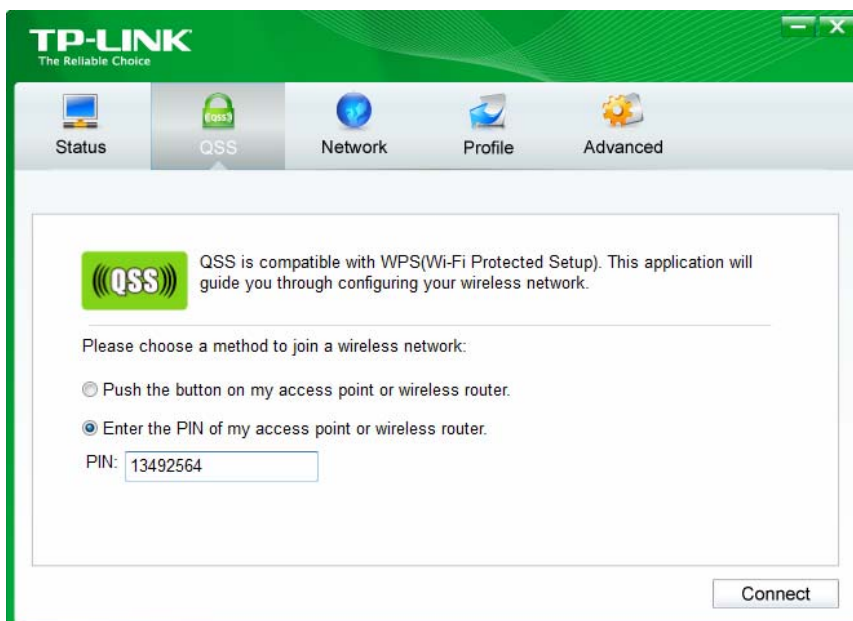 TP-LINK
The Reliable Choice
Status QSS Network Profile Advanced
QSS QSS is compatible with WPS(Wi-Fi Protected Setup). This application will
guide you through configuring your wireless network.
Please choose a method to join a wireless network:
Push the button on my access point or wireless router.
Enter the PIN of my access point or wireless router.
PIN: 13492564
Connect